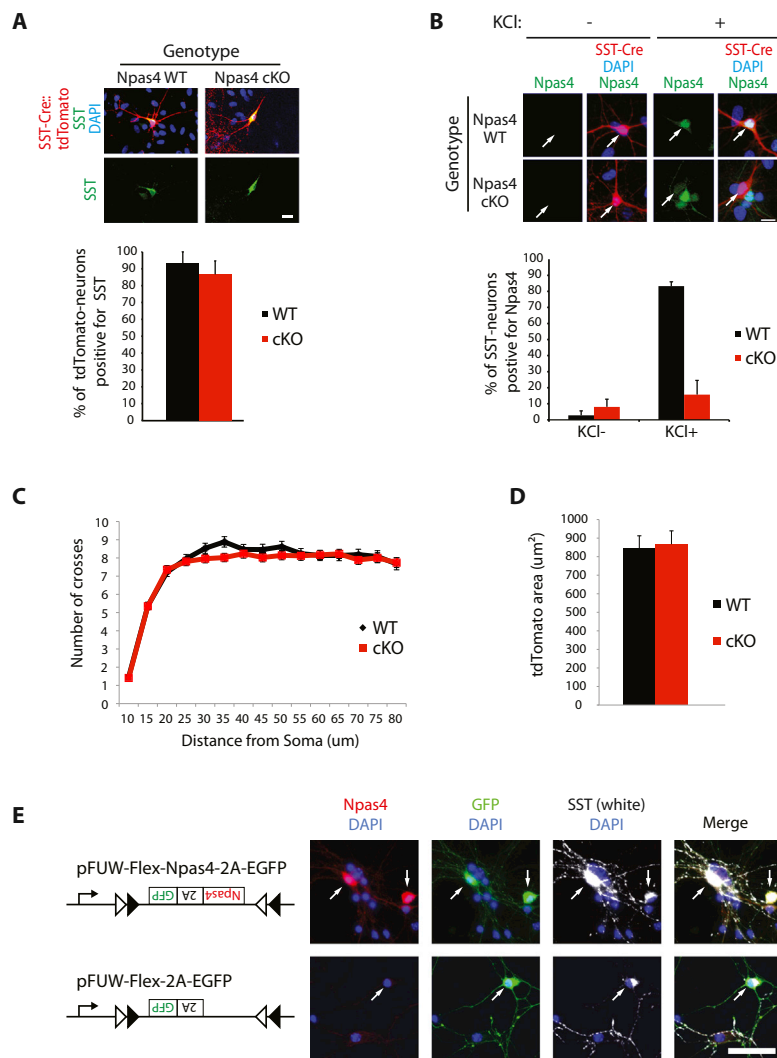 A
Genotype
Npas4 WT
Npas4 cKO
SST-Cre::
tdTomato
SST
DAPI
SST
% of tdTomato-neurons
positive for SST
100
90
80
70
60
50
40
30
20
10
0
WT
cKO
B
KCl: - +
SST-Cre SST-Cre
DAPI DAPI
Npas4 Npas4 Npas4 Npas4
Genotype
Npas4
WT
Npas4
cKO
% of SST-neurons
postive for Npas4
100
90
80
70
60
50
40
30
20
10
0
KCl- KCl+
WT
cKO
C
Number of crosses
10
9
8
7
6
5
4
3
2
1
0
10 15 20 25 30 35 40 45 50 55 60 65 70 75 80
Distance from Soma (um)
WT
cKO
D
tdTomato area (um²)
1000
900
800
700
600
500
400
300
200
100
0
WT
cKO
E
Npas4 GFP SST (white)
DAPI DAPI DAPI Merge
pFUW-Flex-Npas4-2A-EGFP
GFP 2A Npas4
pFUW-Flex-2A-EGFP
GFP 2A